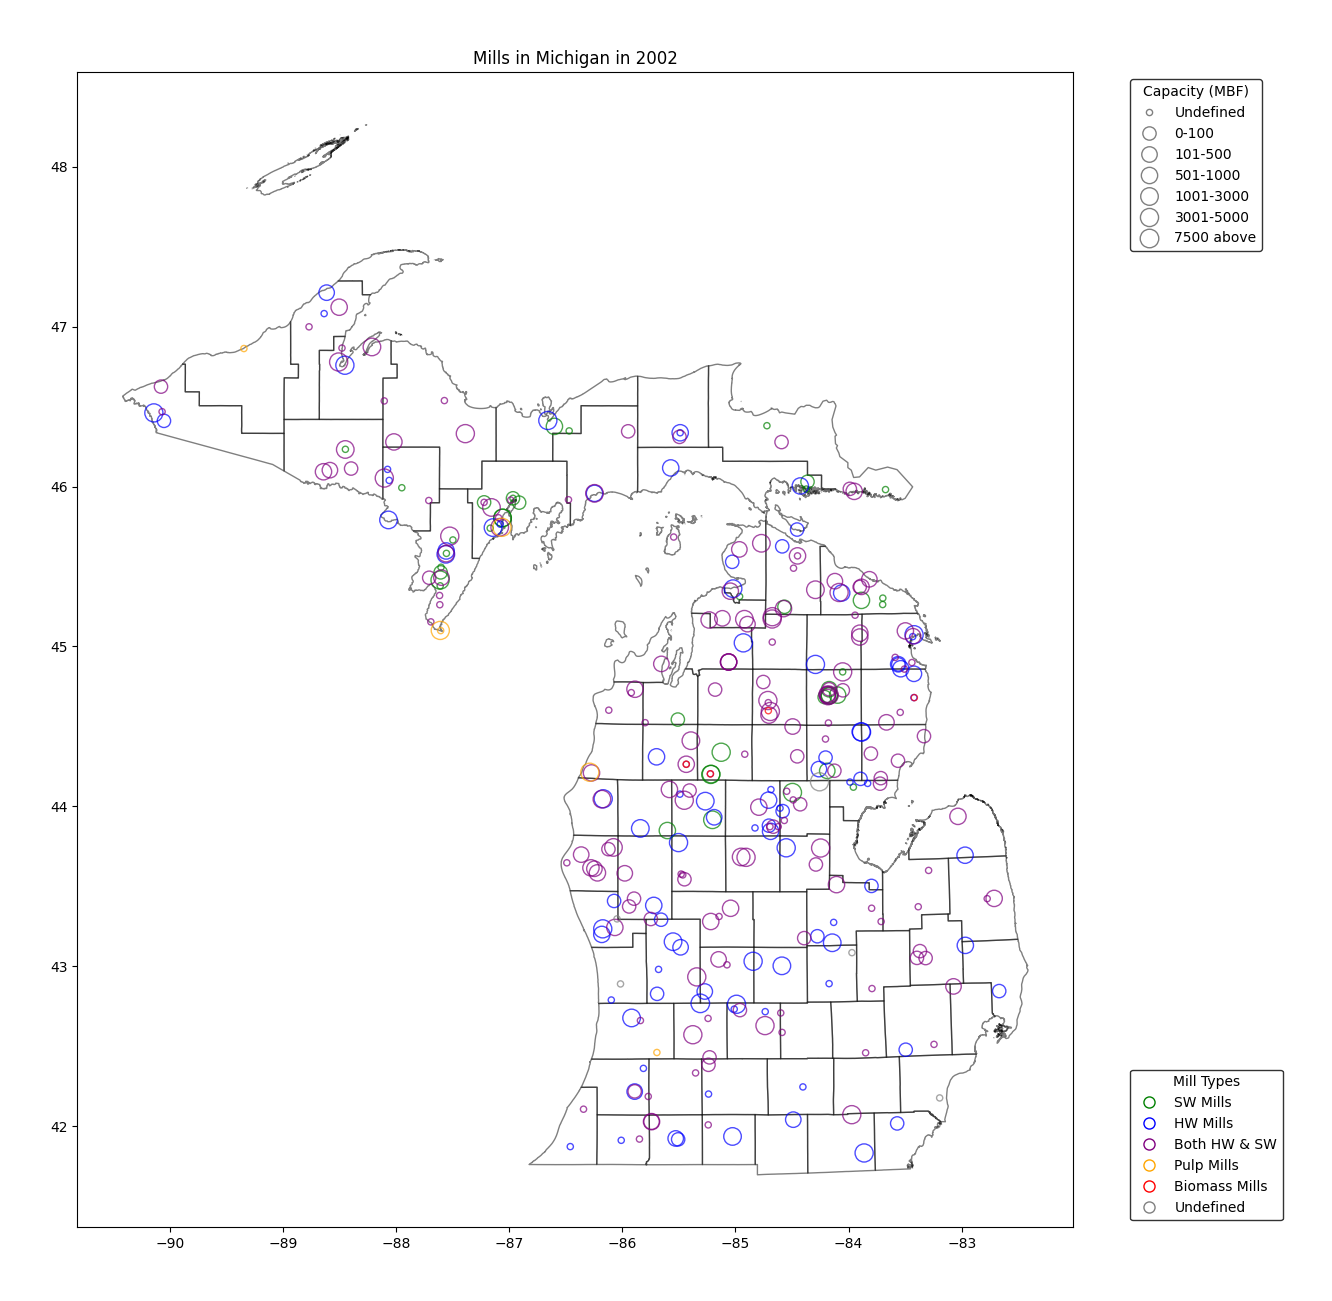 Mills in Michigan in 2002
Capacity (MBF)
Undefined
0-100
101-500
501-1000
1001-3000
3001-5000
7500 above
48
47
46
45
44
43
42
−90
−89
−88
−87
−86
−85
−84
−83
Mill Types
SW Mills
HW Mills
Both HW & SW
Pulp Mills
Biomass Mills
Undefined